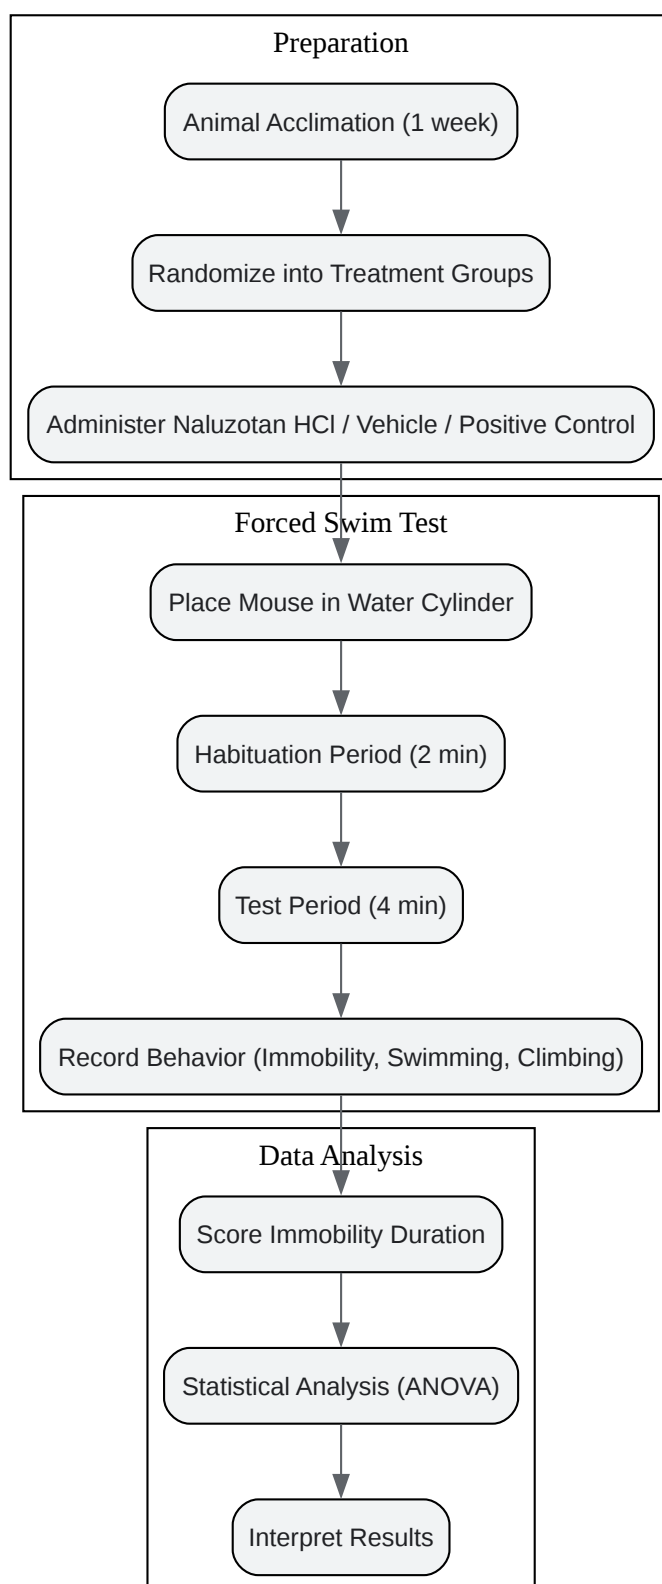 Preparation
Animal Acclimation (1 week)
Randomize into Treatment Groups
Administer Naluzotan HCl / Vehicle / Positive Control
Forced Swim Test
Place Mouse in Water Cylinder
Habituation Period (2 min)
Test Period (4 min)
Record Behavior (Immobility, Swimming, Climbing)
Data Analysis
Score Immobility Duration
Statistical Analysis (ANOVA)
Interpret Results